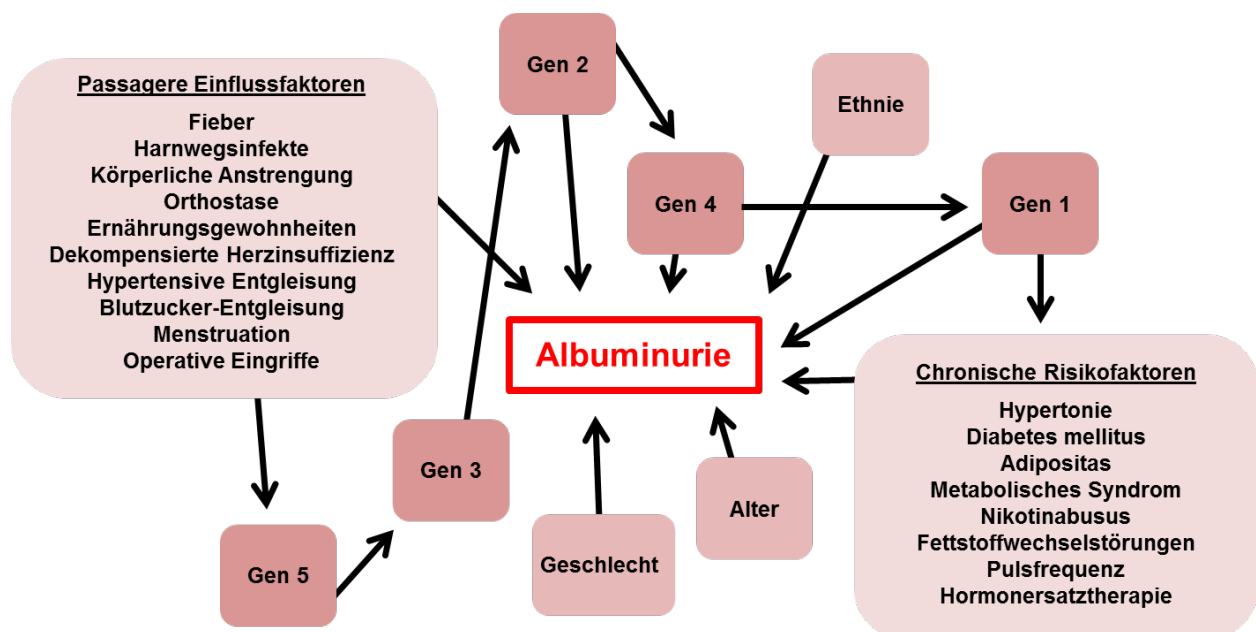 Passagere Einflussfaktoren
Fieber
Harnwegsinfekte
Körperliche Anstrengung
Orthostase
Ernährungsgewohnheiten
Dekompensierte Herzinsuffizienz
Hypertensive Entgleisung
Blutzucker-Entgleisung
Menstruation
Operative Eingriffe
Gen 2
Ethnie
Gen 4
Gen 1
Albuminurie
Chronische Risikofaktoren
Hypertonie
Diabetes mellitus
Adipositas
Metabolisches Syndrom
Nikotinabusus
Fettstoffwechselstörungen
Pulsfrequenz
Hormonersatztherapie
Gen 3
Alter
Geschlecht
Gen 5